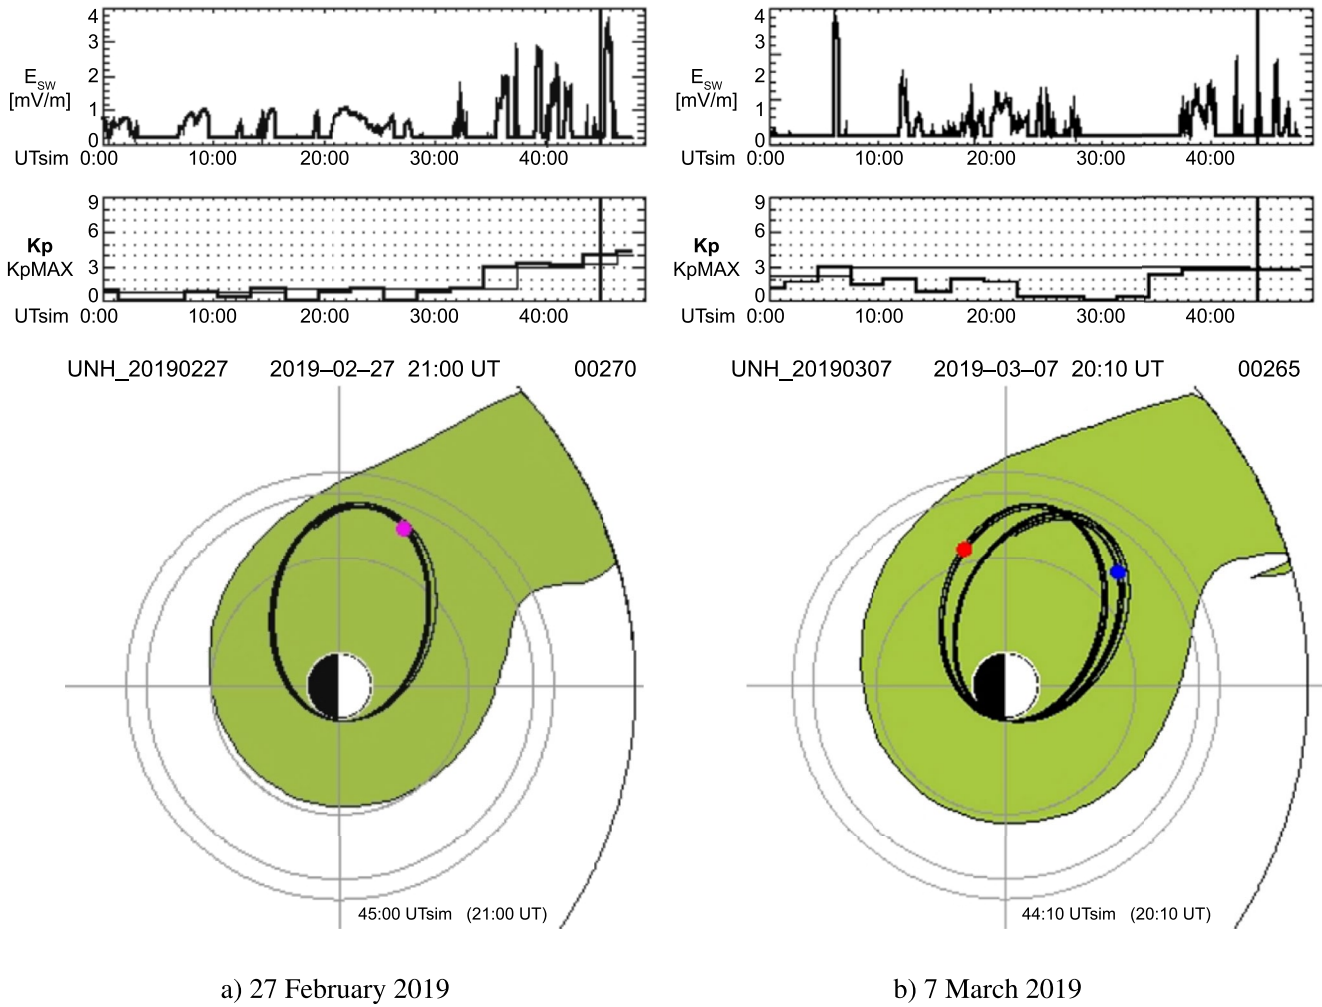 4
3
2
1
0
E_SW
[mV/m]
UTsim 0:00 10:00 20:00 30:00 40:00
9
6
3
0
Kp
KpMAX
UTsim 0:00 10:00 20:00 30:00 40:00
UNH_20190227 2019–02–27 21:00 UT 00270
45:00 UTsim (21:00 UT)
a) 27 February 2019
4
3
2
1
0
E_SW
[mV/m]
UTsim 0:00 10:00 20:00 30:00 40:00
9
6
3
0
Kp
KpMAX
UTsim 0:00 10:00 20:00 30:00 40:00
UNH_20190307 2019–03–07 20:10 UT 00265
44:10 UTsim (20:10 UT)
b) 7 March 2019